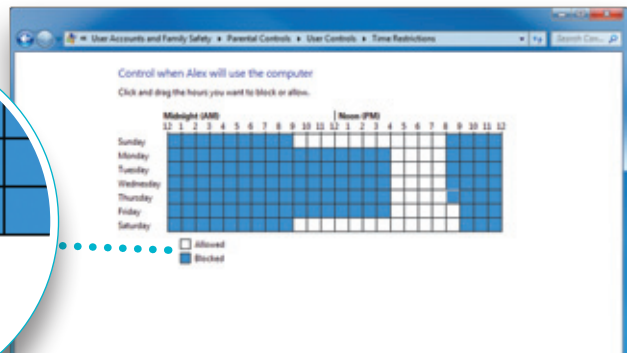 « User Accounts and Family Safety ▸ Parental Controls ▸ User Controls ▸ Time Restrictions
Search Con...
Control when Alex will use the computer
Click and drag the hours you want to block or allow.
Midnight (AM) Noon (PM)
12 1 2 3 4 5 6 7 8 9 10 11 12 1 2 3 4 5 6 7 8 9 10 11 12
Sunday
Monday
Tuesday
Wednesday
Thursday
Friday
Saturday
Allowed
Blocked